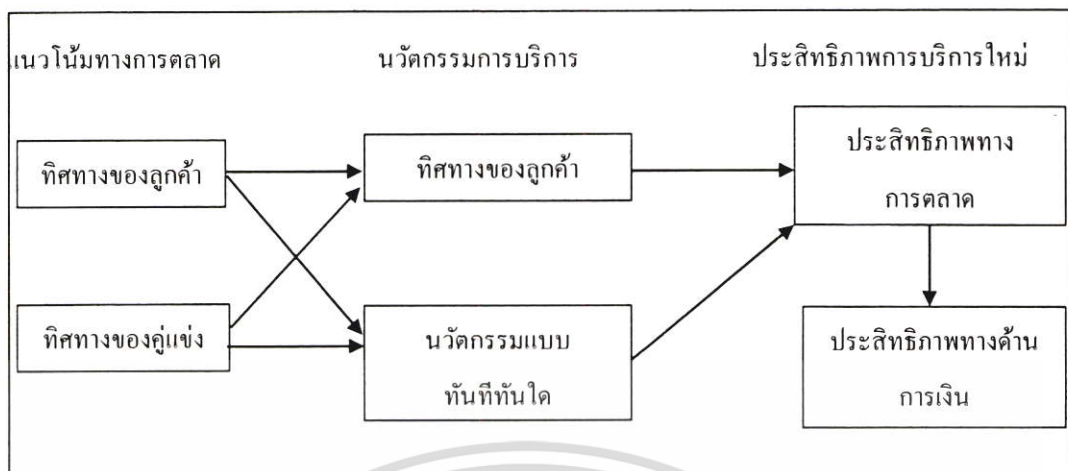 แนวโน้มทางการตลาด นวัตกรรมการบริการ ประสิทธิภาพการบริการใหม่
ทิศทางของลูกค้า
ทิศทางของลูกค้า
ประสิทธิภาพทาง
การตลาด
ทิศทางของคู่แข่ง
นวัตกรรมแบบ
ทันทีทันใด
ประสิทธิภาพทางด้าน
การเงิน